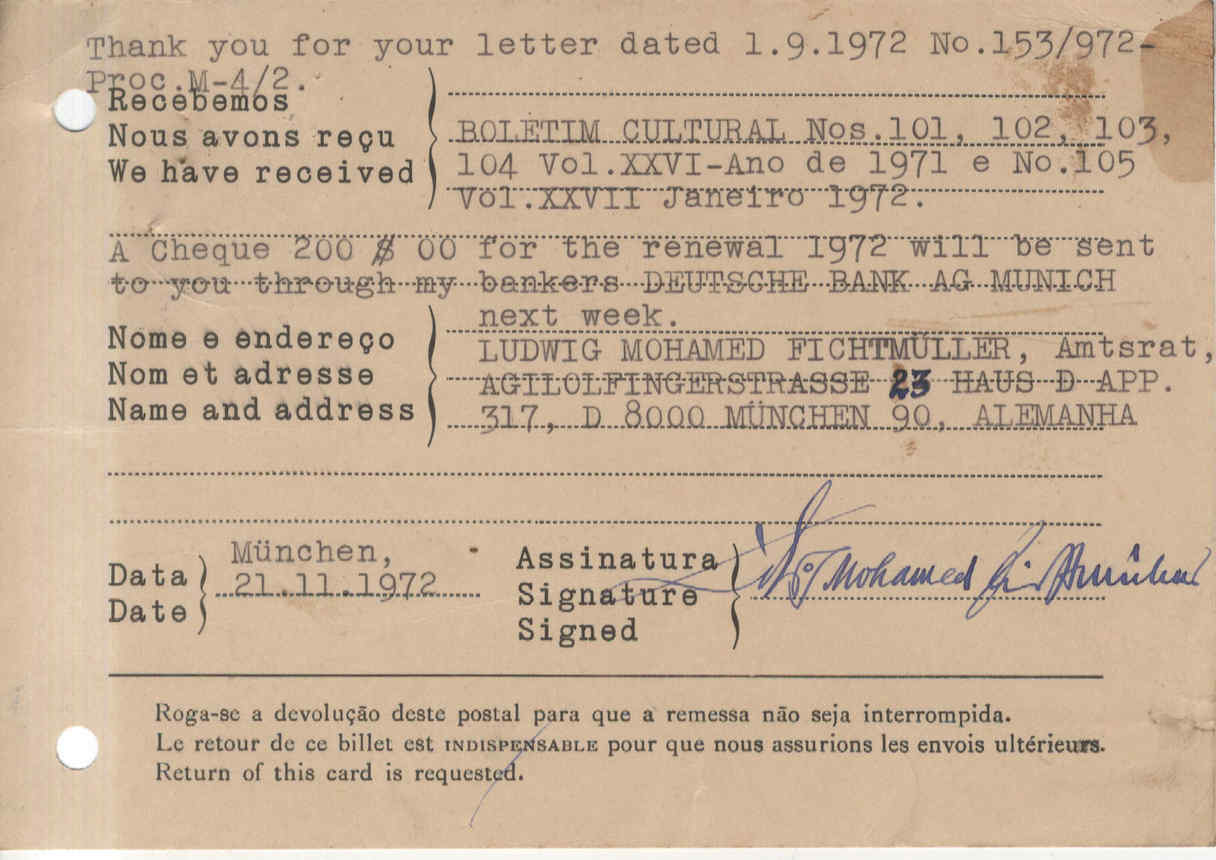 Thank you for your letter dated 1.9.1972 No.153/972-
Proc.M-4/2.
Recebemos
Nous avons reçu
We have received
BOLETIM CULTURAL Nos.101, 102, 103,
104 Vol.XXVI-Ano de 1971 e No.105
Vol.XXVII Janeiro 1972.
A Cheque 200 $ 00 for the renewal 1972 will be sent
to you through my bankers DEUTSCHE BANK AG MUNICH
next week.
Nome e endereço
Nom et adresse
Name and address
LUDWIG MOHAMED FICHTMÜLLER, Amtsrat,
AGILOLFINGERSTRASSE 23 HAUS D APP.
317, D 8000 MÜNCHEN 90, ALEMANHA
Data
Date
München,
21.11.1972
Assinatura
Signature
Signed
Mohamed Fichtmüller
Roga-se a devolução deste postal para que a remessa não seja interrompida.
Le retour de ce billet est INDISPENSABLE pour que nous assurions les envois ultérieurs.
Return of this card is requested.